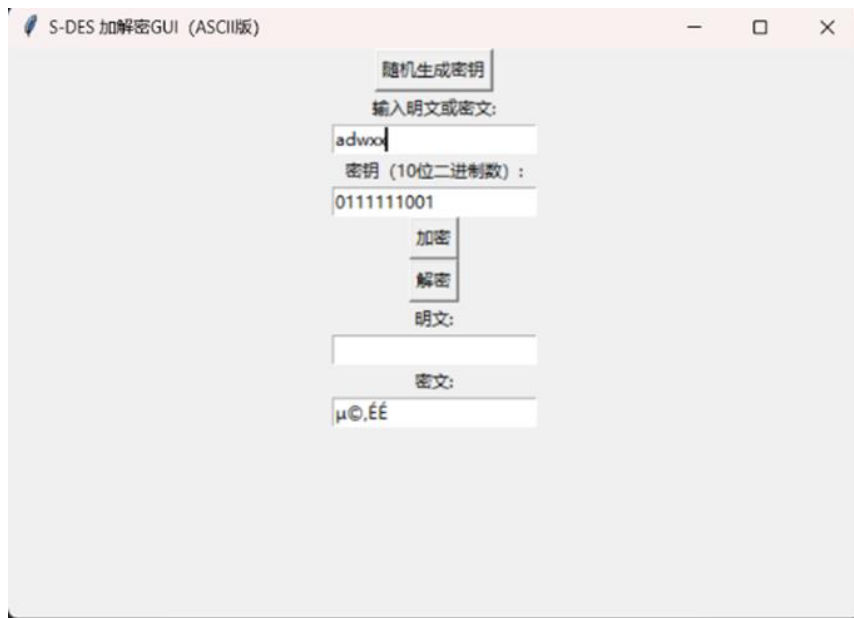 S-DES 加解密GUI（ASCII版）
随机生成密钥
输入明文或密文:
adwxx
密钥（10位二进制数）:
0111111001
加密
解密
明文:
密文:
µ©,ÉÉ